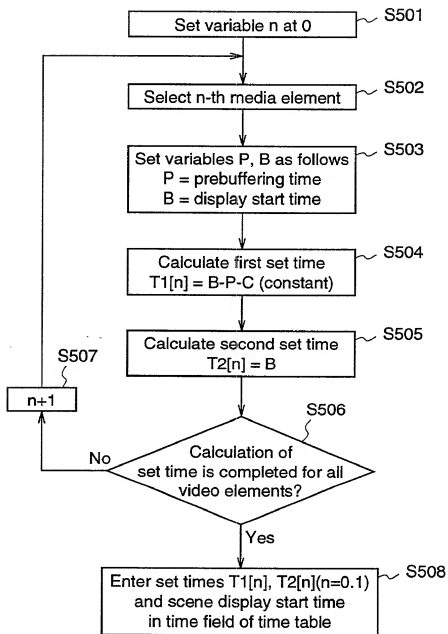 Set variable n at 0
S501
Select n-th media element
S502
Set variables P, B as follows
P = prebuffering time
B = display start time
S503
Calculate first set time
T1[n] = B-P-C (constant)
S504
Calculate second set time
T2[n] = B
S505
S507
n+1
S506
No
Calculation of
set time is completed for all
video elements?
Yes
Enter set times T1[n], T2[n](n=0.1)
and scene display start time
in time field of time table
S508